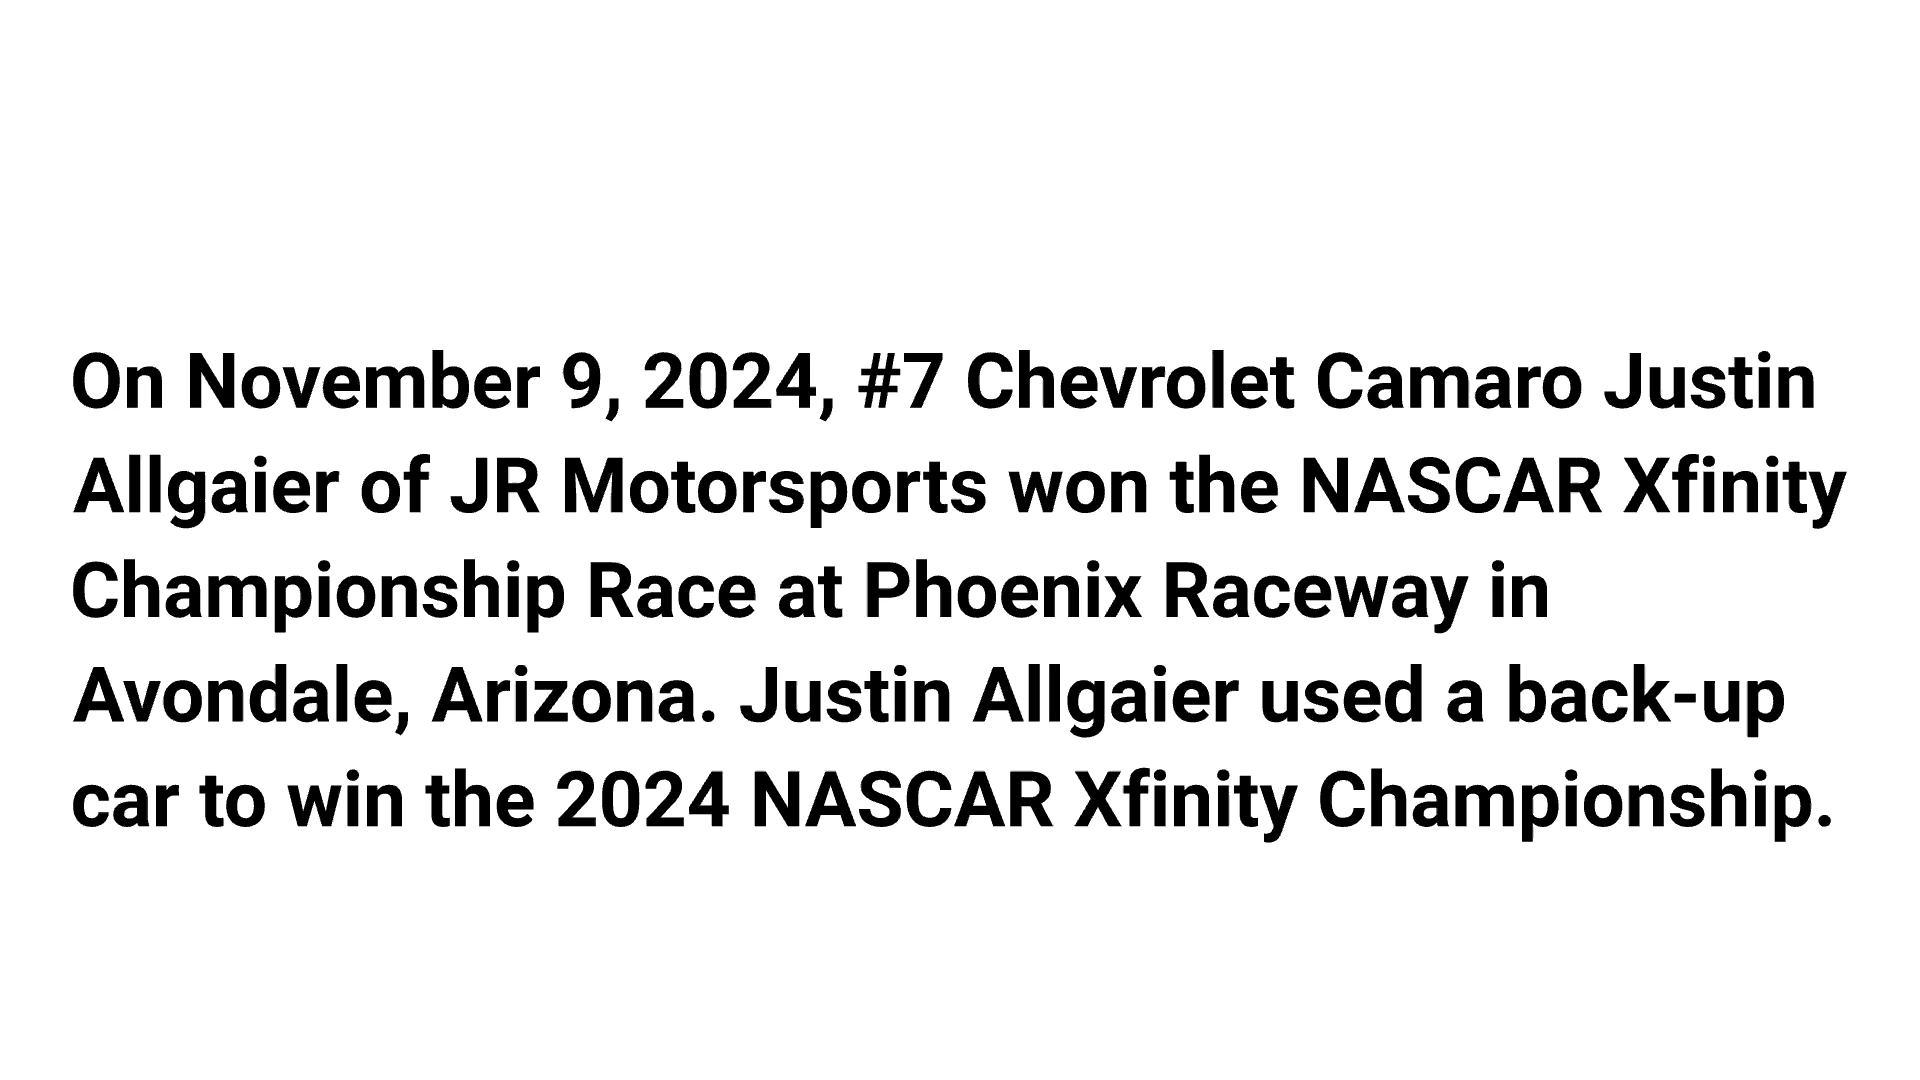 On November 9, 2024, #7 Chevrolet Camaro Justin
Allgaier of JR Motorsports won the NASCAR Xfinity
Championship Race at Phoenix Raceway in
Avondale, Arizona. Justin Allgaier used a back-up
car to win the 2024 NASCAR Xfinity Championship.